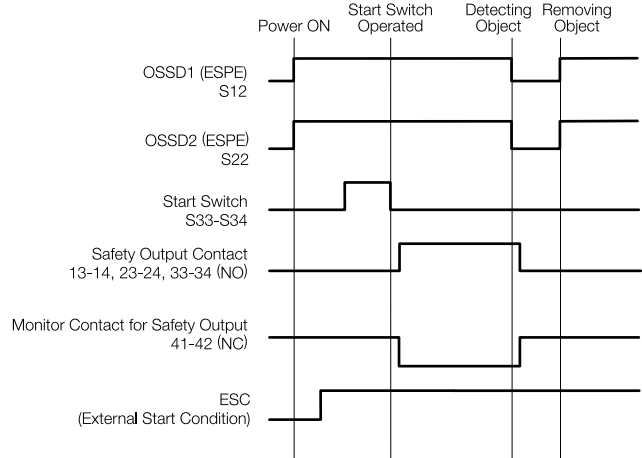 Power ON
Start Switch
Operated
Detecting
Object
Removing
Object
OSSD1 (ESPE)
S12
OSSD2 (ESPE)
S22
Start Switch
S33-S34
Safety Output Contact
13-14, 23-24, 33-34 (NO)
Monitor Contact for Safety Output
41-42 (NC)
ESC
(External Start Condition)